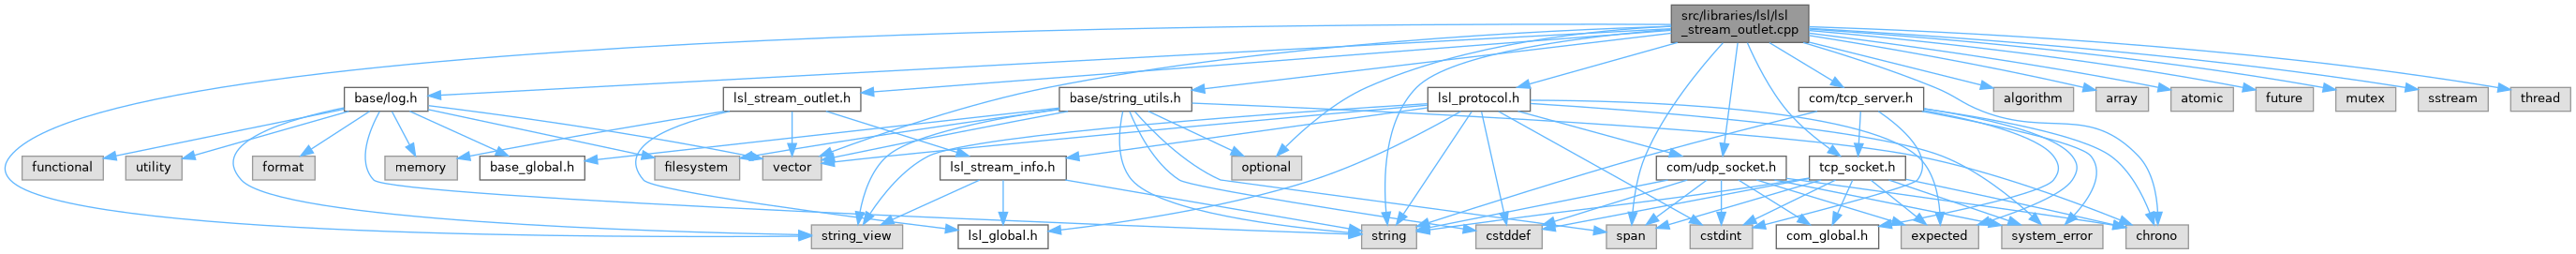 src/libraries/lsl/lsl
_stream_outlet.cpp
base/log.h
lsl_stream_outlet.h
base/string_utils.h
lsl_protocol.h
com/tcp_server.h
algorithm
array
atomic
future
mutex
sstream
thread
functional
utility
format
memory
base_global.h
filesystem
vector
lsl_stream_info.h
optional
com/udp_socket.h
tcp_socket.h
string_view
lsl_global.h
string
cstddef
span
cstdint
com_global.h
expected
system_error
chrono